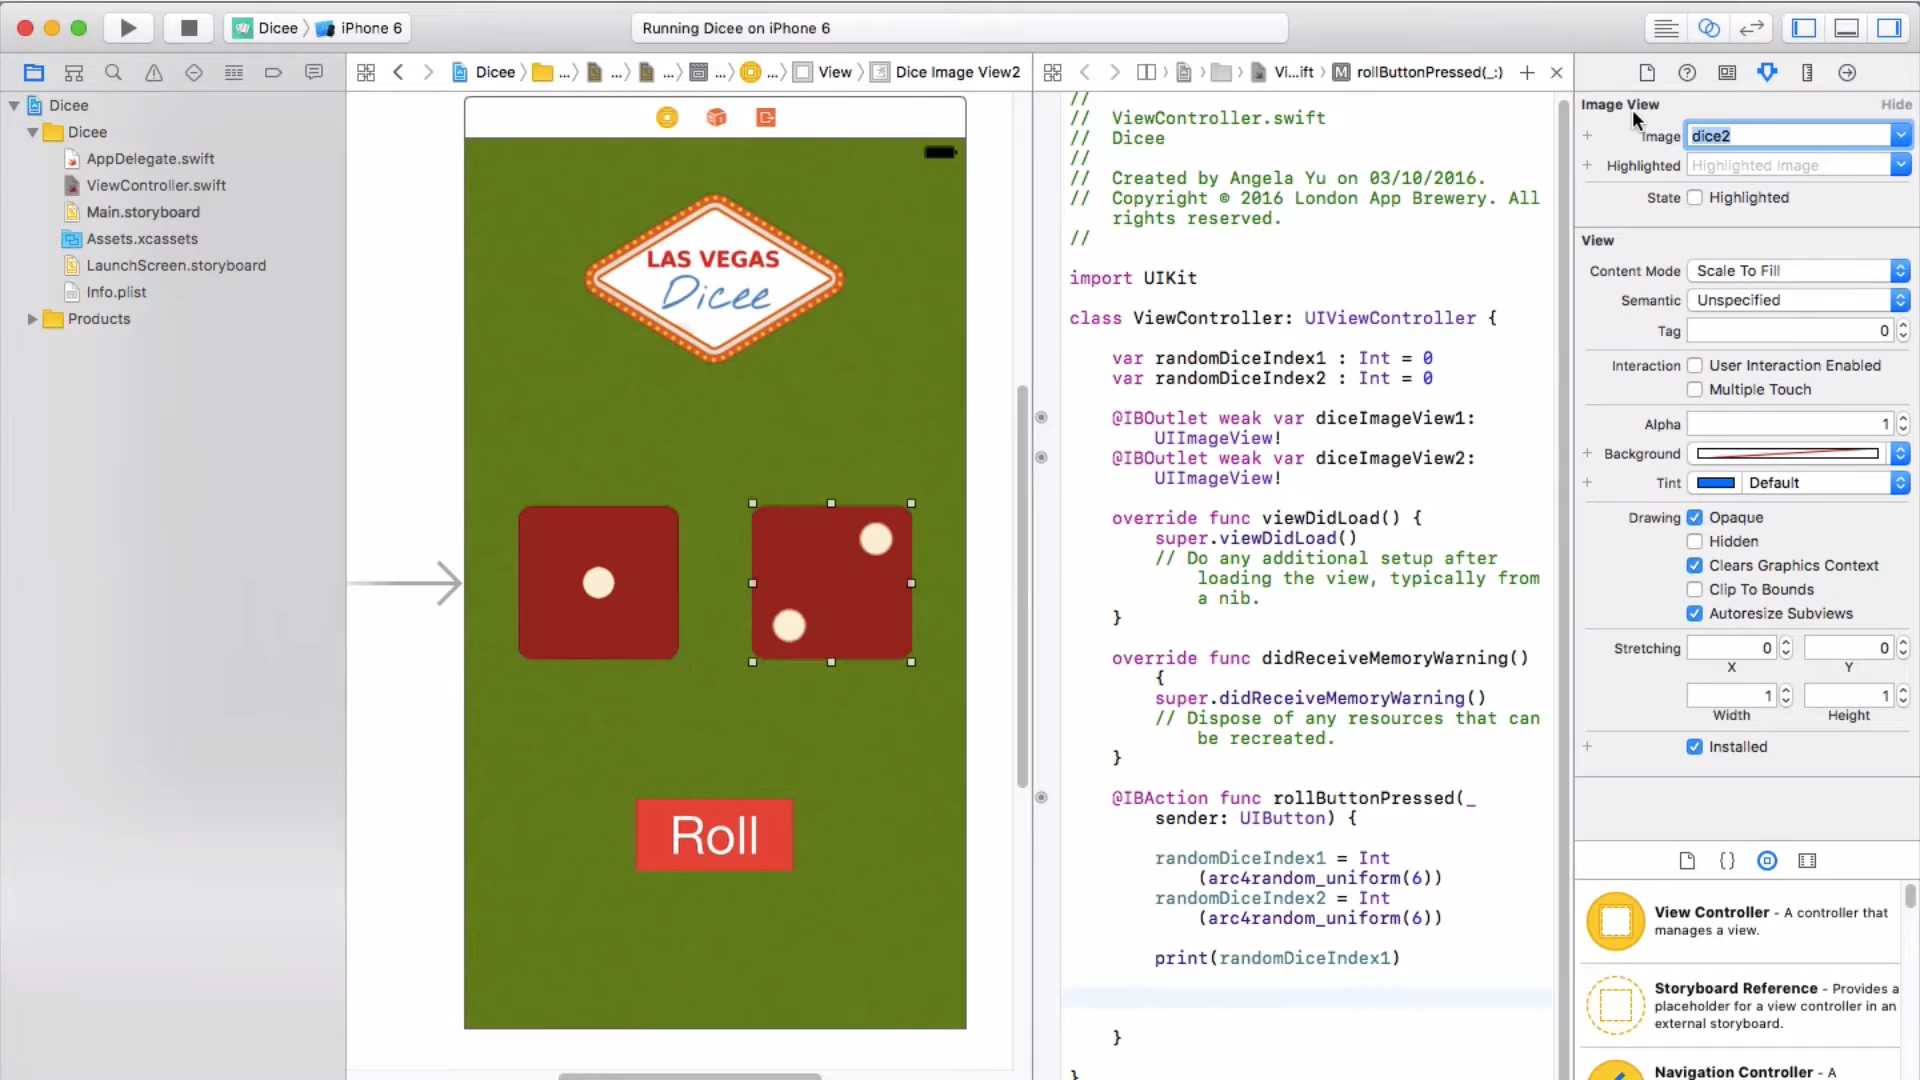 Dicee
iPhone 6
Running Dicee on iPhone 6
Dicee
...
...
...
...
...
View
Dice Image View2
Vi...ift
rollButtonPressed(_:)
Dicee
Dicee
AppDelegate.swift
ViewController.swift
Main.storyboard
Assets.xcassets
LaunchScreen.storyboard
Info.plist
Products
LAS VEGAS
Dicee
Roll
//
//  ViewController.swift
//  Dicee
//
//  Created by Angela Yu on 03/10/2016.
//  Copyright © 2016 London App Brewery. All
rights reserved.
//
import UIKit
class ViewController: UIViewController {
var randomDiceIndex1 : Int = 0
var randomDiceIndex2 : Int = 0
@IBOutlet weak var diceImageView1:
UIImageView!
@IBOutlet weak var diceImageView2:
UIImageView!
override func viewDidLoad() {
super.viewDidLoad()
// Do any additional setup after
loading the view, typically from
a nib.
}
override func didReceiveMemoryWarning()
{
super.didReceiveMemoryWarning()
// Dispose of any resources that can
be recreated.
}
@IBAction func rollButtonPressed(_
sender: UIButton) {
randomDiceIndex1 = Int
(arc4random_uniform(6))
randomDiceIndex2 = Int
(arc4random_uniform(6))
print(randomDiceIndex1)
}
}
Image View
Hide
Image
dice2
Highlighted
Highlighted Image
State
Highlighted
View
Content Mode
Scale To Fill
Semantic
Unspecified
Tag
0
Interaction
User Interaction Enabled
Multiple Touch
Alpha
1
Background
Tint
Default
Drawing
Opaque
Hidden
Clears Graphics Context
Clip To Bounds
Autoresize Subviews
Stretching
0
0
X
Y
1
1
Width
Height
Installed
{}
View Controller - A controller that
manages a view.
Storyboard Reference - Provides a
placeholder for a view controller in an
external storyboard.
Navigation Controller - A